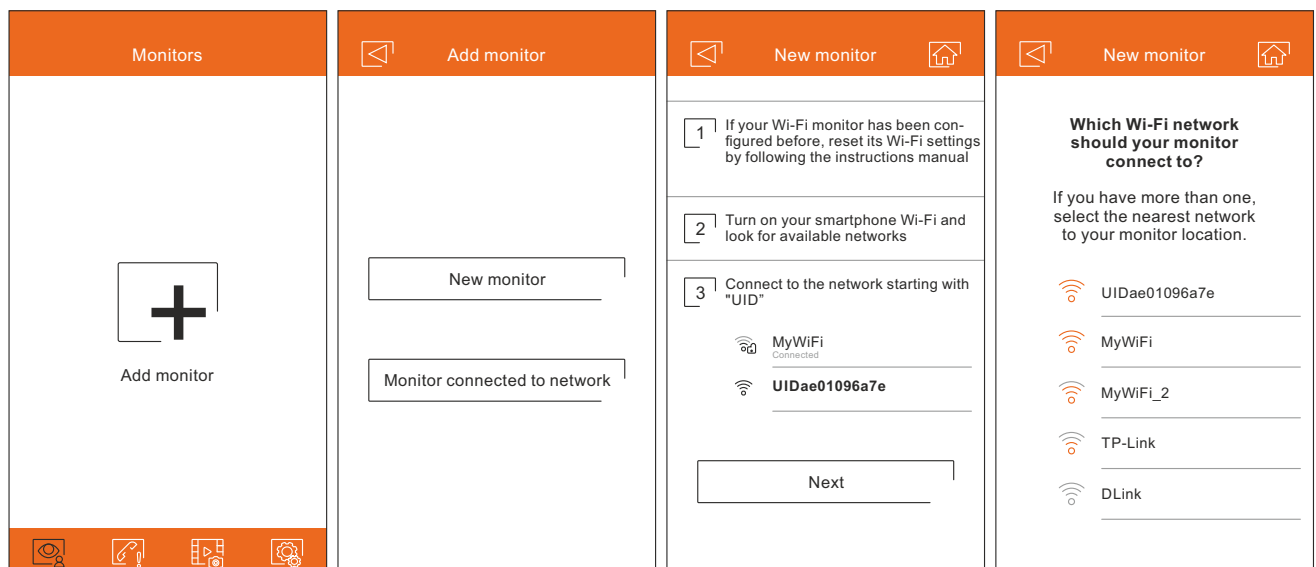 Monitors
Add monitor
Add monitor
New monitor
Monitor connected to network
New monitor
1
If your Wi-Fi monitor has been con-
figured before, reset its Wi-Fi settings
by following the instructions manual
2
Turn on your smartphone Wi-Fi and
look for available networks
3
Connect to the network starting with
"UID”
MyWiFi
Connected
UIDae01096a7e
Next
New monitor
Which Wi-Fi network
should your monitor
connect to?
If you have more than one,
select the nearest network
to your monitor location.
UIDae01096a7e
MyWiFi
MyWiFi_2
TP-Link
DLink